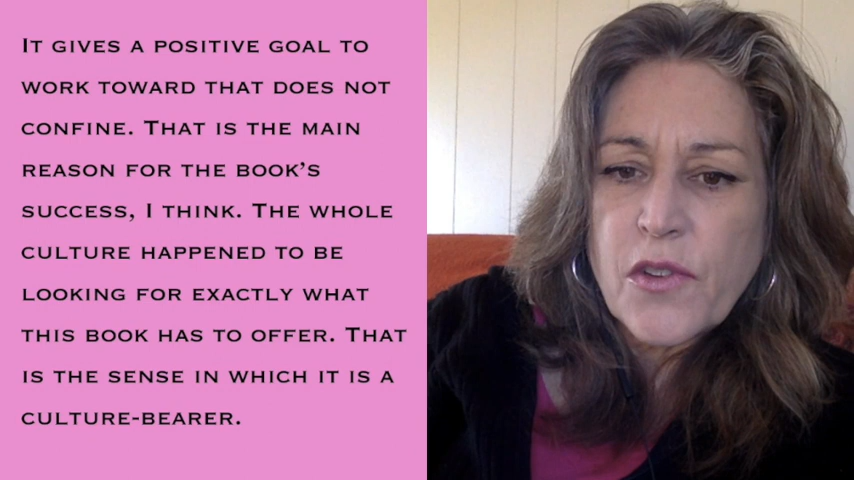 It gives a positive goal to
work toward that does not
confine. That is the main
reason for the book’s
success, I think. The whole
culture happened to be
looking for exactly what
this book has to offer. That
is the sense in which it is a
culture-bearer.